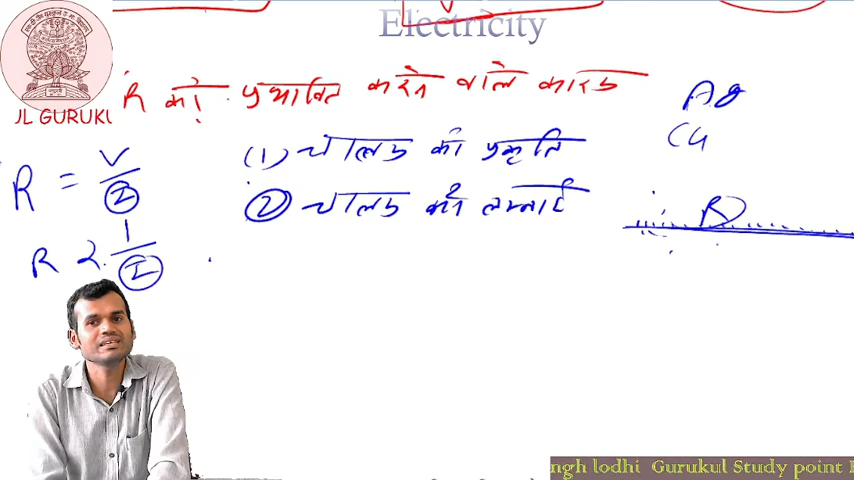 Electricity
R को प्रभावित करने वाले कारक
JL GURUKU
(1) चालक की प्रकृति
R = V/I
(2) चालक की लम्बाई
R
R ∝ 1/I
Ag
Cu
ngh lodhi Gurukul Study point